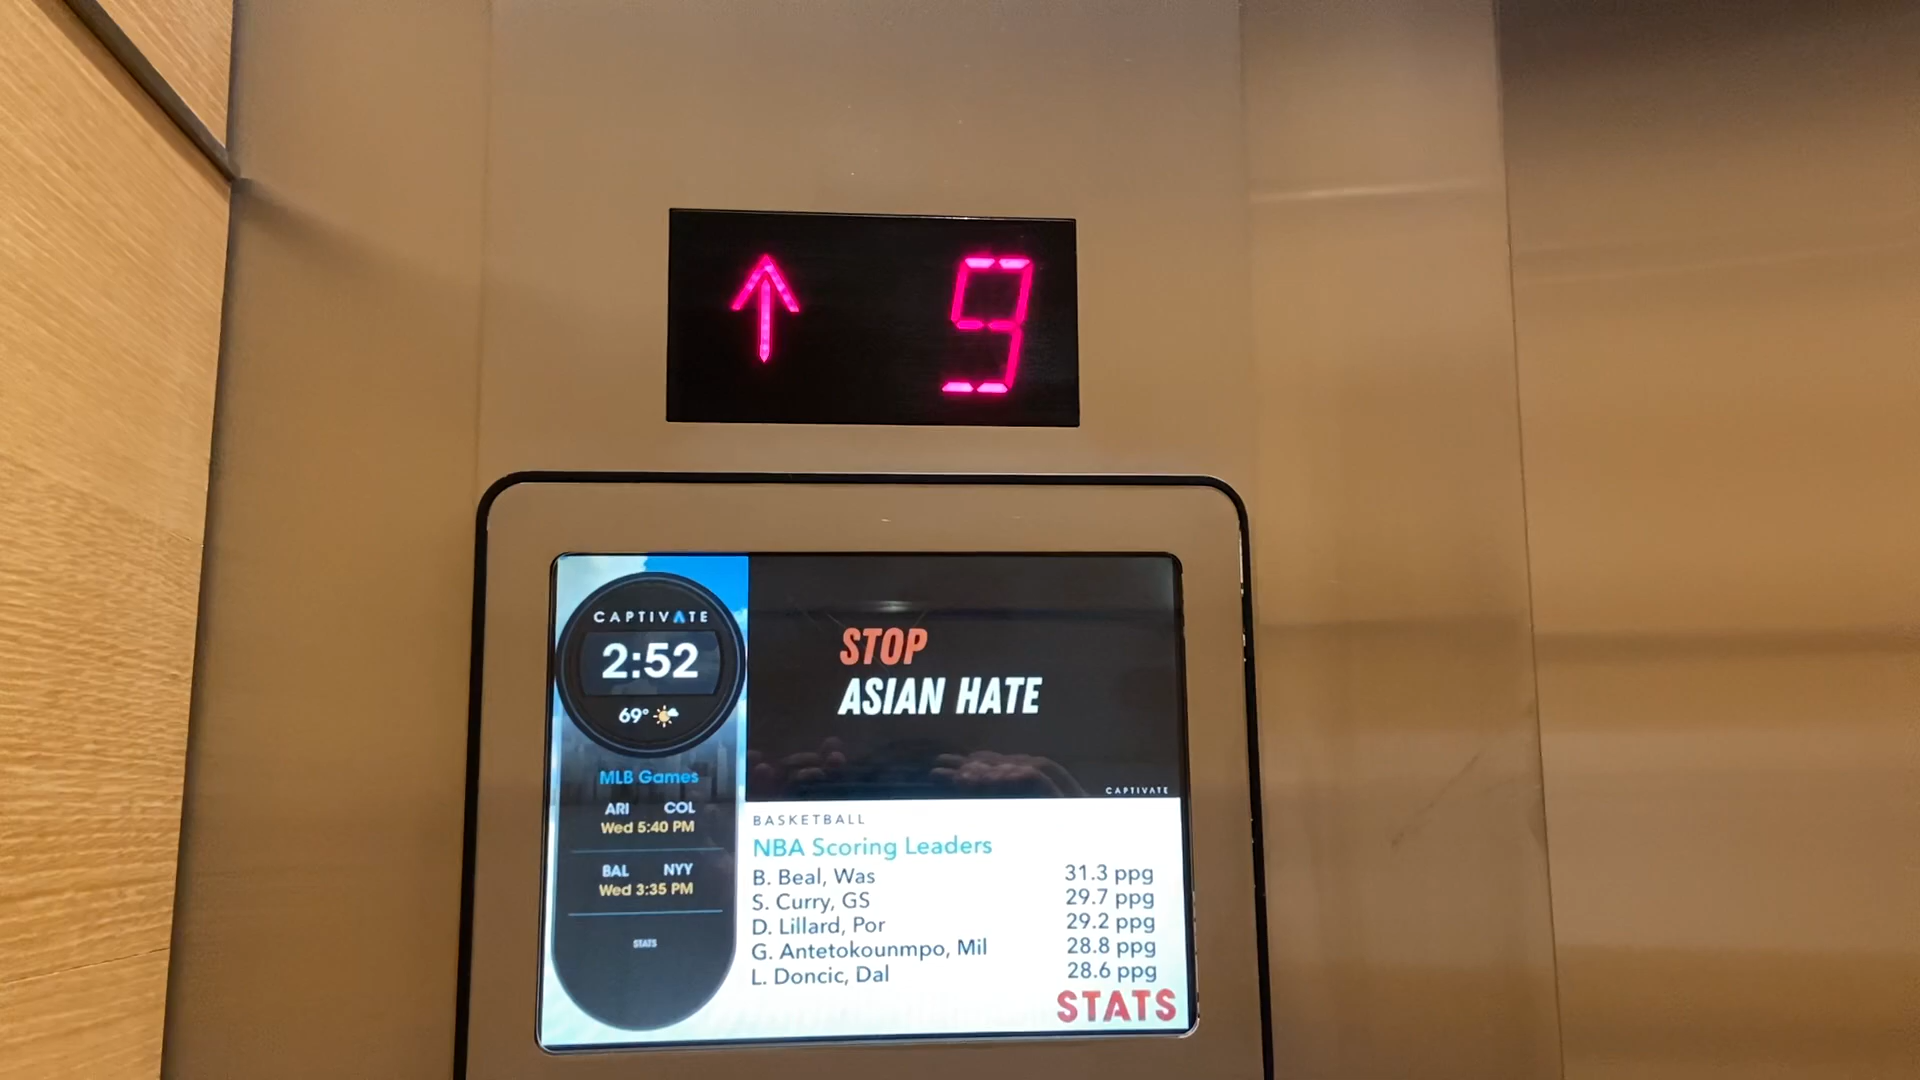 9
CAPTIVATE
2:52
69°
MLB Games
ARI COL
Wed 5:40 PM
BAL NYY
Wed 3:35 PM
STATS
STOP
ASIAN HATE
CAPTIVATE
BASKETBALL
NBA Scoring Leaders
B. Beal, Was 31.3 ppg
S. Curry, GS 29.7 ppg
D. Lillard, Por 29.2 ppg
G. Antetokounmpo, Mil 28.8 ppg
L. Doncic, Dal 28.6 ppg
STATS